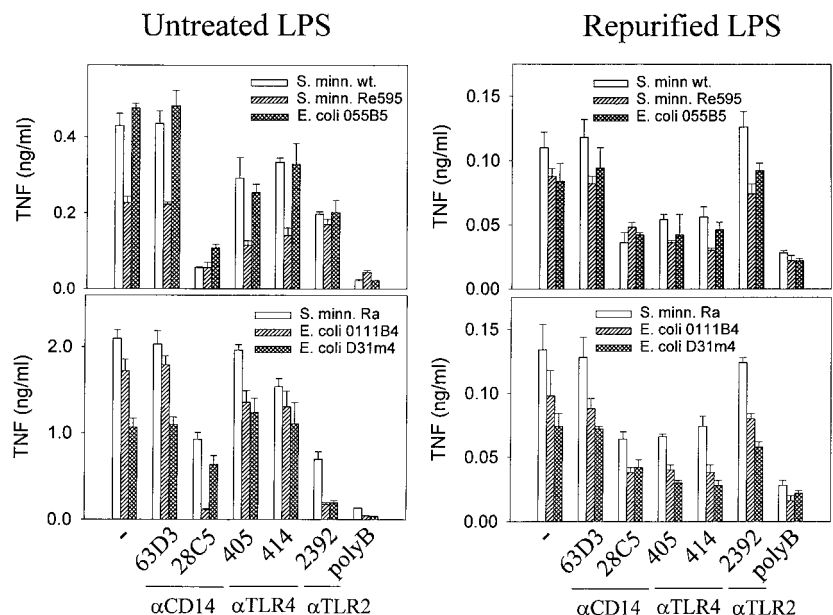 Untreated LPS
Repurified LPS
TNF (ng/ml)
0.4
0.2
0.0
S. minn. wt.
S. minn. Re595
E. coli 055B5
TNF (ng/ml)
2.0
1.0
0.0
S. minn. Ra
E. coli 0111B4
E. coli D31m4
-
63D3
28C5
405
414
2392
polyB
αCD14
αTLR4
αTLR2
TNF (ng/ml)
0.15
0.10
0.05
0.00
S. minn wt.
S. minn. Re595
E. coli 055B5
TNF (ng/ml)
0.15
0.10
0.05
0.00
S. minn. Ra
E. coli 0111B4
E. coli D31m4
-
63D3
28C5
405
414
2392
polyB
αCD14
αTLR4
αTLR2